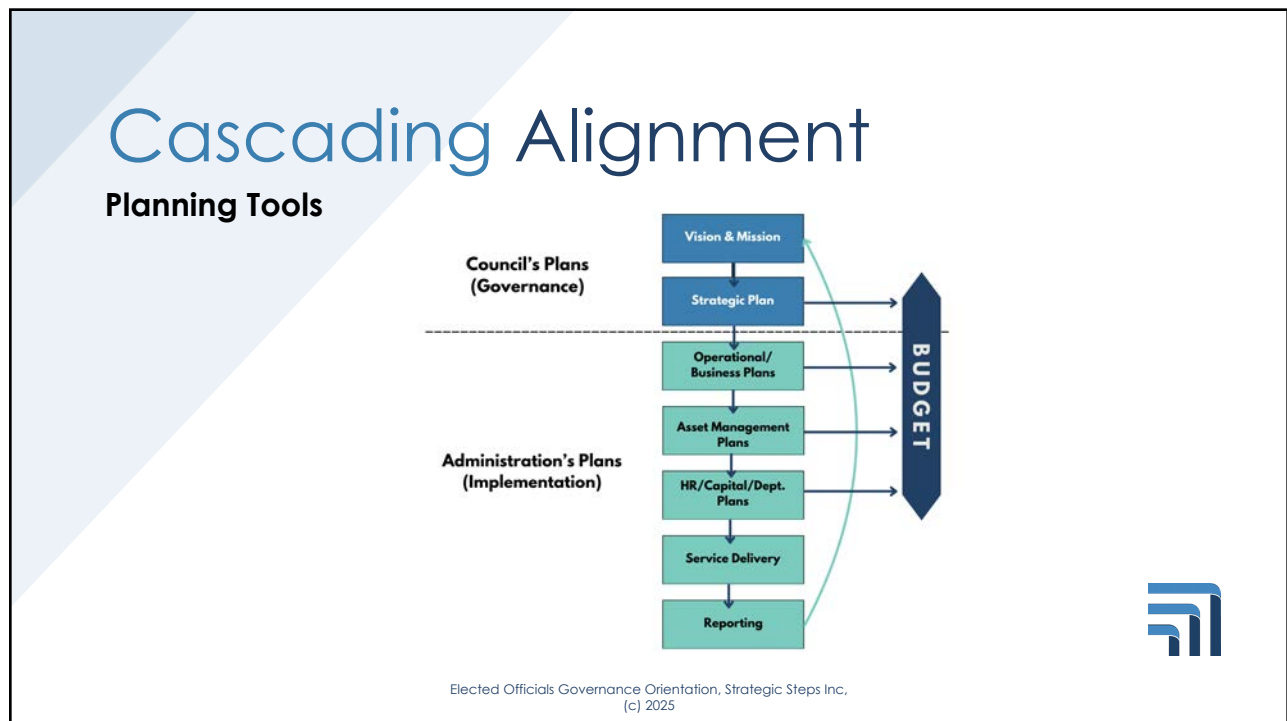 Cascading Alignment
Planning Tools
Council's Plans
(Governance)
Vision & Mission
Strategic Plan
Administration's Plans
(Implementation)
Operational/
Business Plans
Asset Management
Plans
HR/Capital/Dept.
Plans
Service Delivery
Reporting
BUDGET
Elected Officials Governance Orientation, Strategic Steps Inc,
(c) 2025